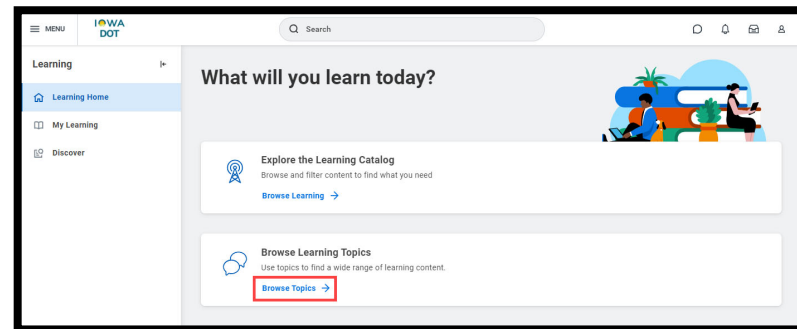 MENU
IOWA
DOT
Search
Learning
What will you learn today?
Learning Home
My Learning
Discover
Explore the Learning Catalog
Browse and filter content to find what you need
Browse Learning
Browse Learning Topics
Use topics to find a wide range of learning content.
Browse Topics